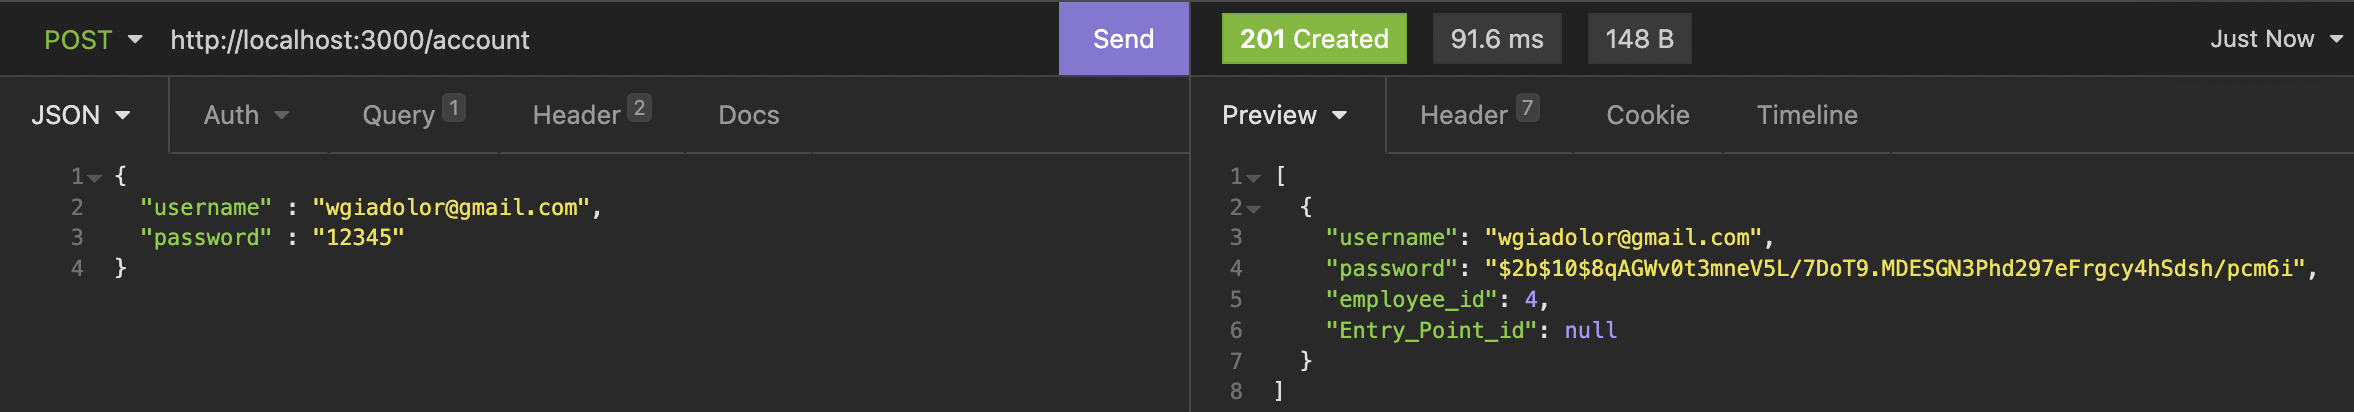 POST http://localhost:3000/account Send 201 Created 91.6 ms 148 B Just Now
JSON Auth Query 1 Header 2 Docs
1 {
2 "username" : "wgiadolor@gmail.com",
3 "password" : "12345"
4 }
Preview Header 7 Cookie Timeline
1 [
2 {
3 "username": "wgiadolor@gmail.com",
4 "password": "$2b$10$8qAGWv0t3mneV5L/7DoT9.MDESGN3Phd297eFrgcy4hSdsh/pcm6i",
5 "employee_id": 4,
6 "Entry_Point_id": null
7 }
8 ]